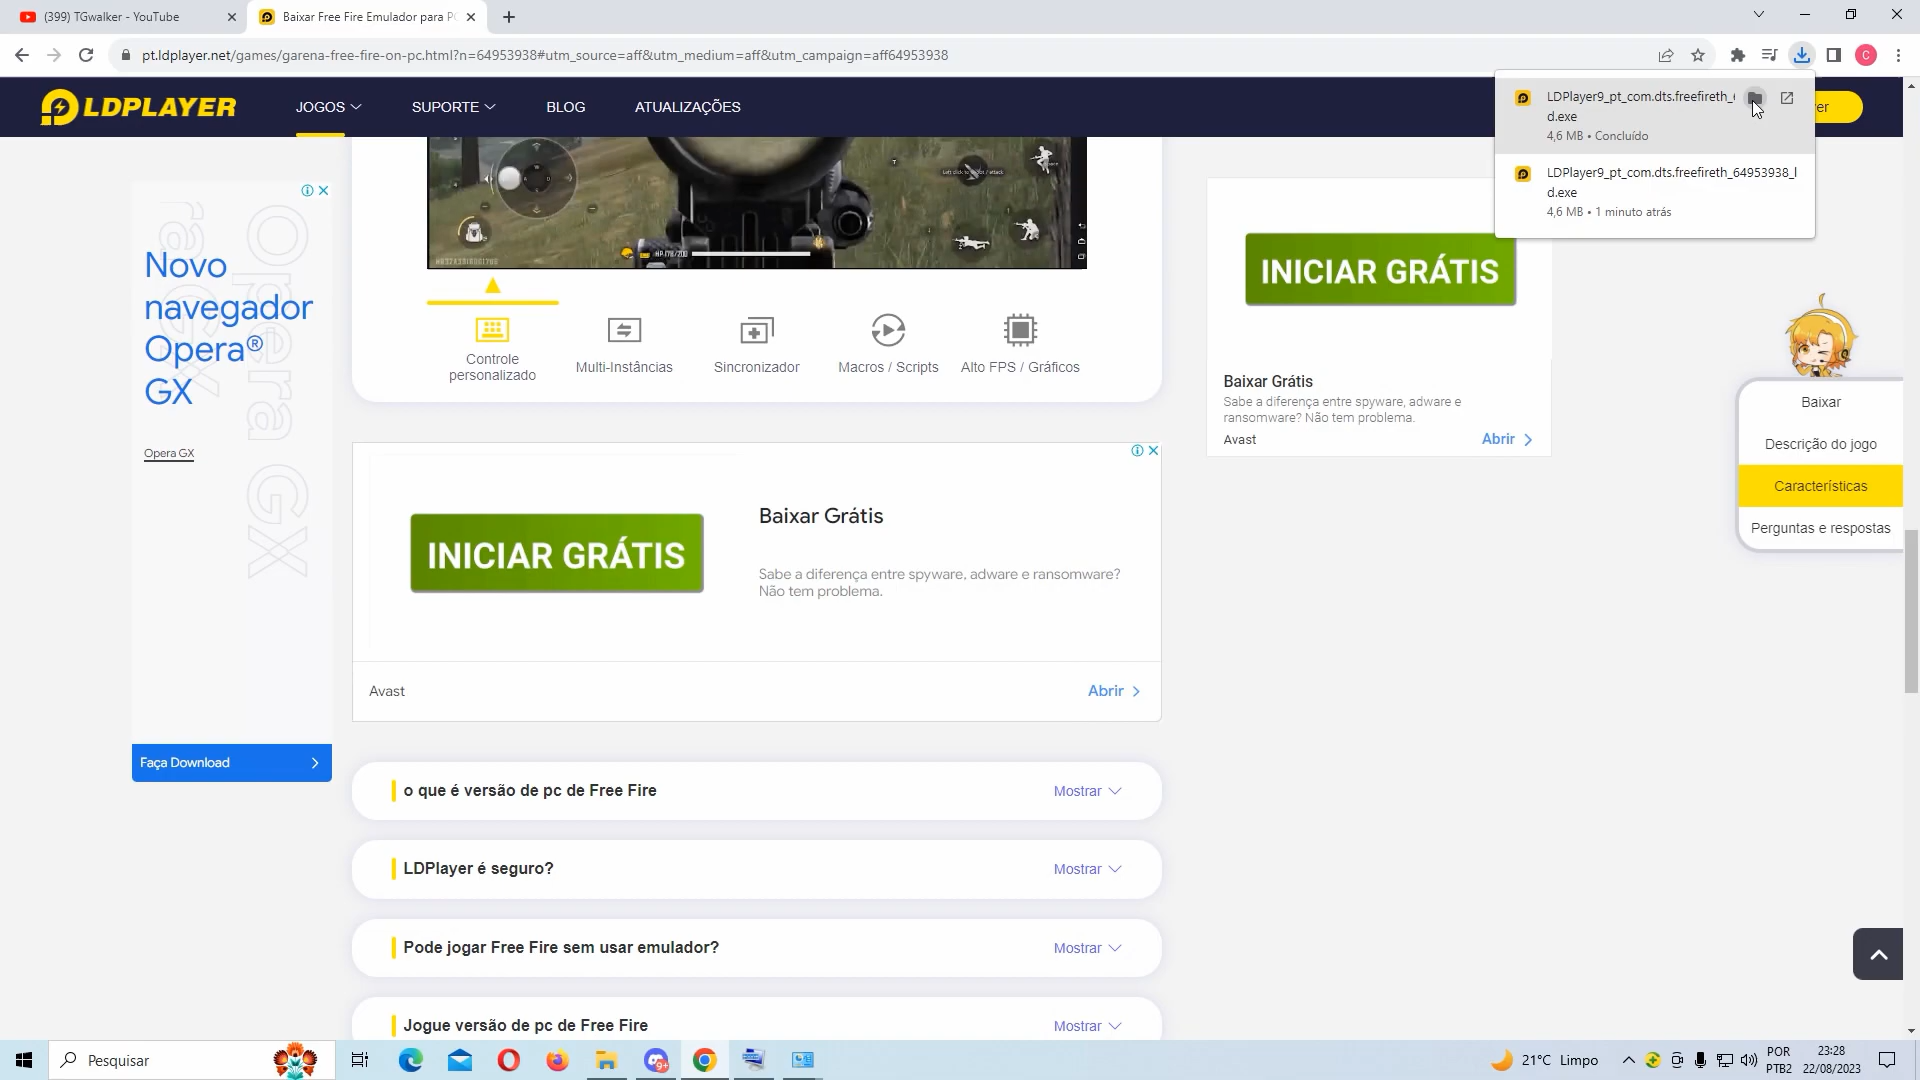 (399) TGwalker - YouTube
Baixar Free Fire Emulador para PC
pt.ldplayer.net/games/garena-free-fire-on-pc.html?n=64953938#utm_source=aff&utm_medium=aff&utm_campaign=aff64953938
C
LDPLAYER
JOGOS
SUPORTE
BLOG
ATUALIZAÇÕES
LDPlayer9_pt_com.dts.freefireth_
d.exe
4,6 MB • Concluído
LDPlayer9_pt_com.dts.freefireth_64953938_l
d.exe
4,6 MB • 1 minuto atrás
Novo
navegador
Opera®
GX
Opera GX
Faça Download
Controle
personalizado
Multi-Instâncias
Sincronizador
Macros / Scripts
Alto FPS / Gráficos
INICIAR GRÁTIS
Baixar Grátis
Sabe a diferença entre spyware, adware e
ransomware? Não tem problema.
Avast
Abrir
Baixar
Descrição do jogo
Características
Perguntas e respostas
INICIAR GRÁTIS
Baixar Grátis
Sabe a diferença entre spyware, adware e ransomware?
Não tem problema.
Avast
Abrir
o que é versão de pc de Free Fire
Mostrar
LDPlayer é seguro?
Mostrar
Pode jogar Free Fire sem usar emulador?
Mostrar
Jogue versão de pc de Free Fire
Mostrar
Pesquisar
9+
21°C Limpo
POR
PTB2
23:28
22/08/2023